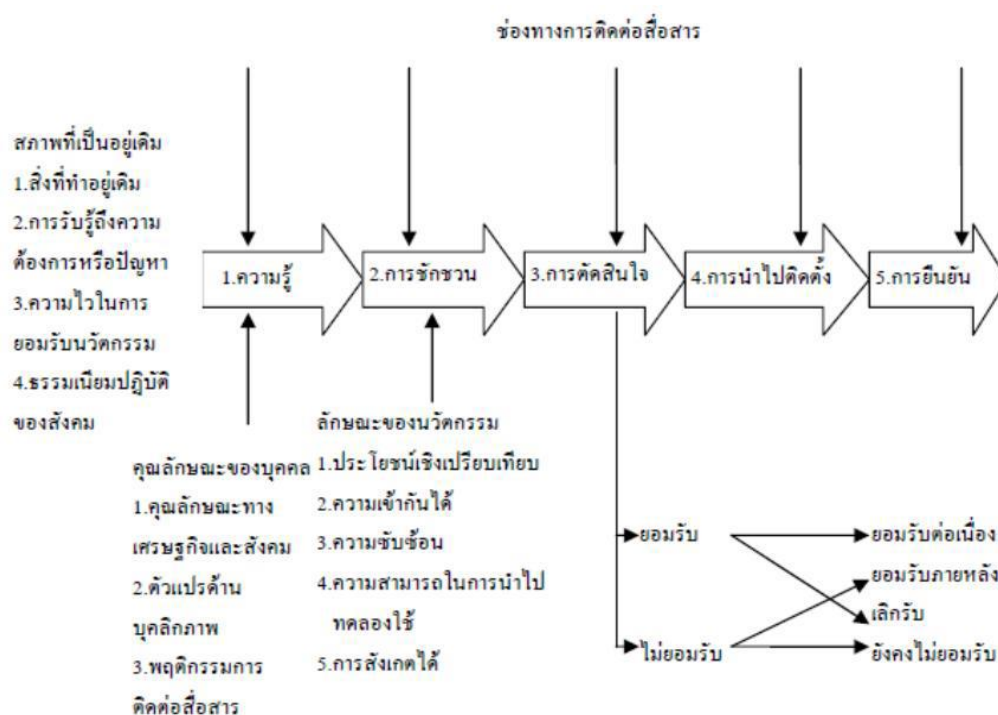 ช่องทางการติดต่อสื่อสาร
สภาพที่เป็นอยู่เดิม
1.สิ่งที่ทำอยู่เดิม
2.การรับรู้ถึงความ
ต้องการหรือปัญหา
3.ความไวในการ
ยอมรับนวัตกรรม
4.ธรรมเนียมปฎิบัติ
ของสังคม
1.ความรู้
2.การชักชวน
3.การตัดสินใจ
4.การนำไปติดตั้ง
5.การยืนยัน
คุณลักษณะของบุคคล
1.คุณลักษณะทาง
เศรษฐกิจและสังคม
2.ตัวแปรด้าน
บุคลิกภาพ
3.พฤติกรรมการ
ติดต่อสื่อสาร
ลักษณะของนวัตกรรม
1.ประโยชน์เชิงเปรียบเทียบ
2.ความเข้ากันได้
3.ความซับซ้อน
4.ความสามารถในการนำไป
ทดลองใช้
5.การสังเกตได้
ยอมรับ
ไม่ยอมรับ
ยอมรับต่อเนื่อง
ยอมรับภายหลัง
เลิกรับ
ยังคงไม่ยอมรับ